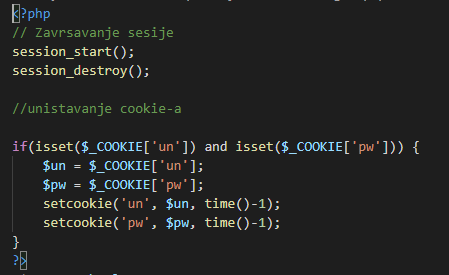 <?php
// Zavrsavanje sesije
session_start();
session_destroy();
//unistavanje cookie-a
if(isset($_COOKIE['un']) and isset($_COOKIE['pw'])) {
$un = $_COOKIE['un'];
$pw = $_COOKIE['pw'];
setcookie('un', $un, time()-1);
setcookie('pw', $pw, time()-1);
}
?>